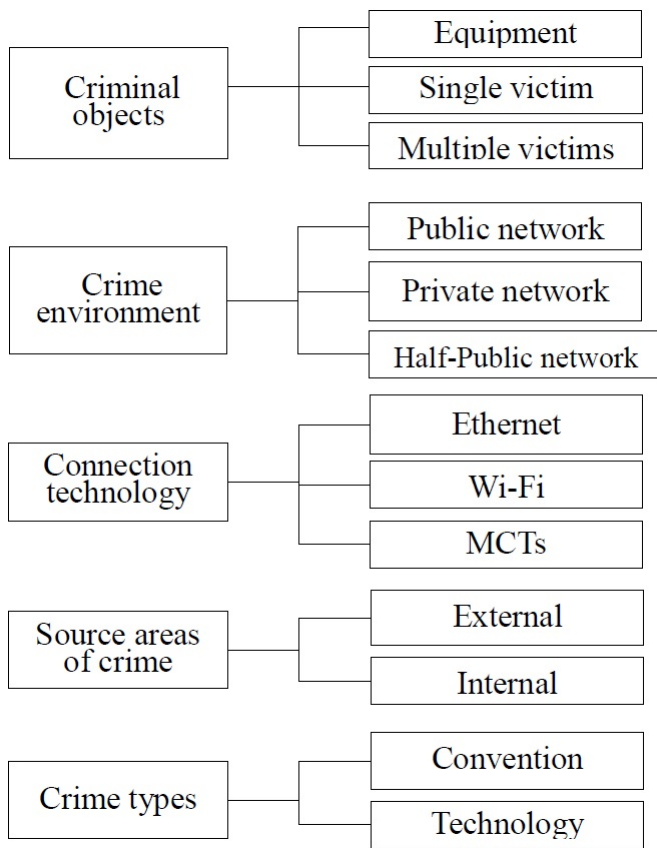 Criminal
objects
Equipment
Single victim
Multiple victims
Crime
environment
Public network
Private network
Half-Public network
Connection
technology
Ethernet
Wi-Fi
MCTs
Source areas
of crime
External
Internal
Crime types
Convention
Technology